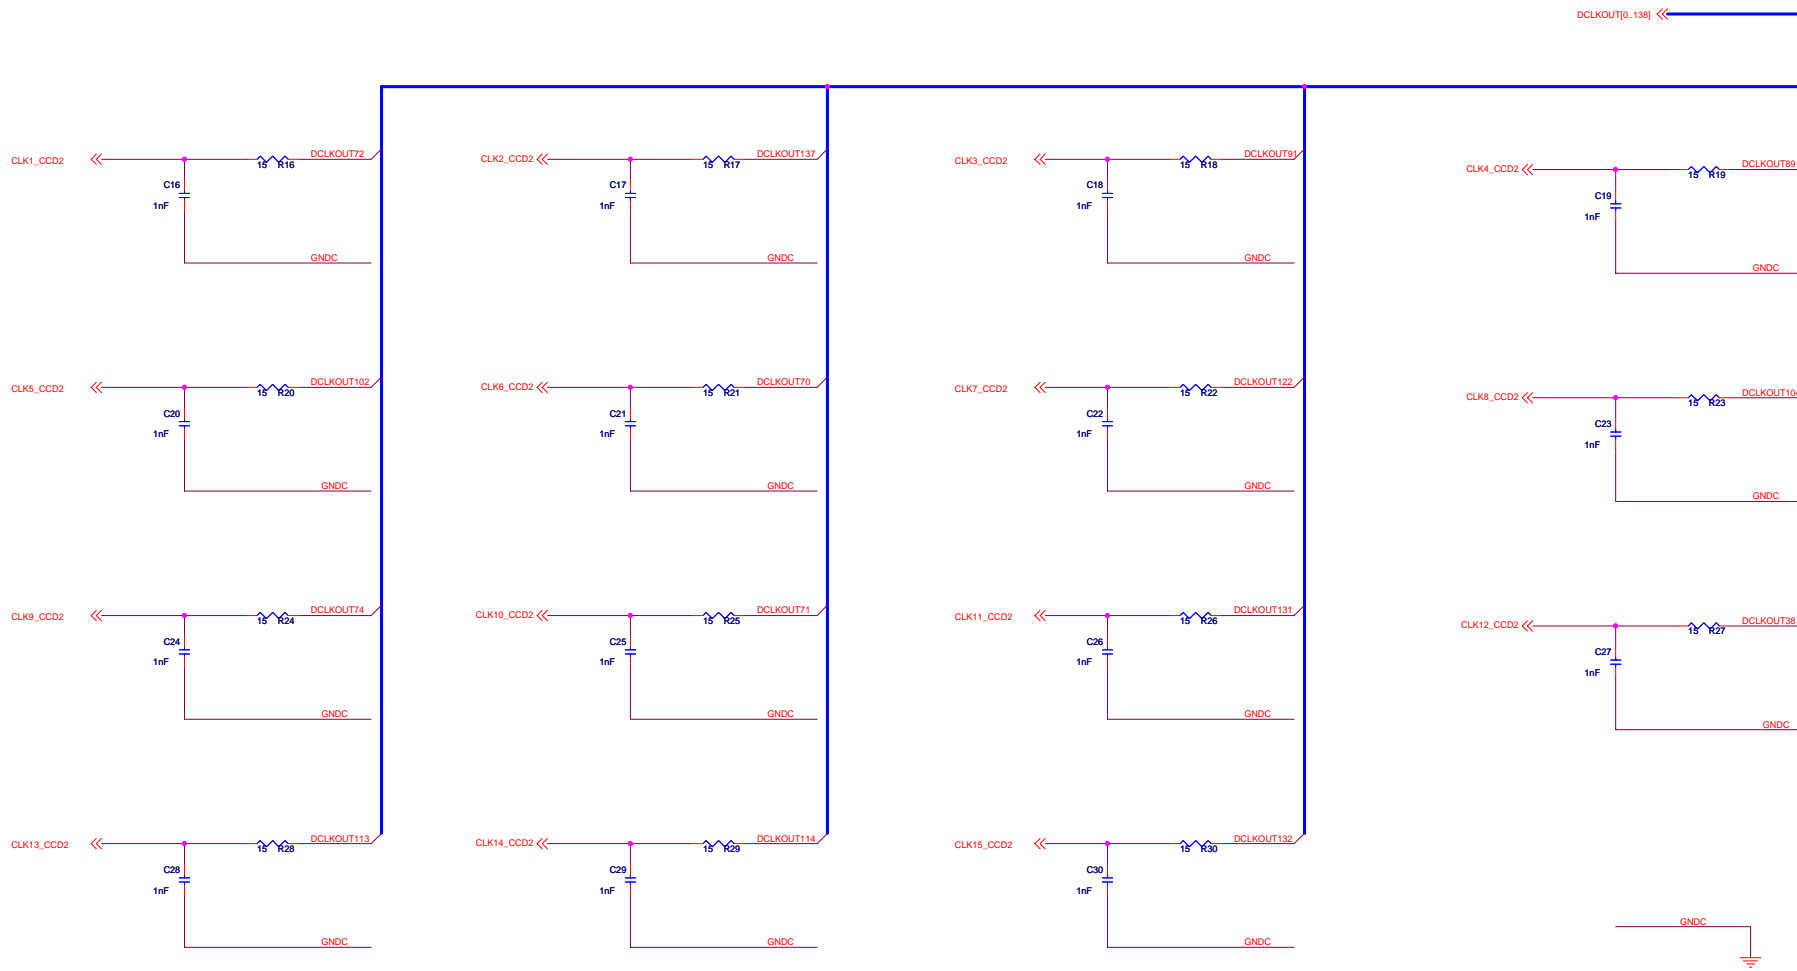 DCLKOUT[0..138]
CLK1_CCD2
15 R16
DCLKOUT72
C16
1nF
GNDC
CLK2_CCD2
15 R17
DCLKOUT137
C17
1nF
GNDC
CLK3_CCD2
15 R18
DCLKOUT91
C18
1nF
GNDC
CLK4_CCD2
15 R19
DCLKOUT89
C19
1nF
GNDC
CLK5_CCD2
15 R20
DCLKOUT102
C20
1nF
GNDC
CLK6_CCD2
15 R21
DCLKOUT70
C21
1nF
GNDC
CLK7_CCD2
15 R22
DCLKOUT122
C22
1nF
GNDC
CLK8_CCD2
15 R23
DCLKOUT104
C23
1nF
GNDC
CLK9_CCD2
15 R24
DCLKOUT74
C24
1nF
GNDC
CLK10_CCD2
15 R25
DCLKOUT71
C25
1nF
GNDC
CLK11_CCD2
15 R26
DCLKOUT131
C26
1nF
GNDC
CLK12_CCD2
15 R27
DCLKOUT38
C27
1nF
GNDC
CLK13_CCD2
15 R28
DCLKOUT113
C28
1nF
GNDC
CLK14_CCD2
15 R29
DCLKOUT114
C29
1nF
GNDC
CLK15_CCD2
15 R30
DCLKOUT132
C30
1nF
GNDC
GNDC